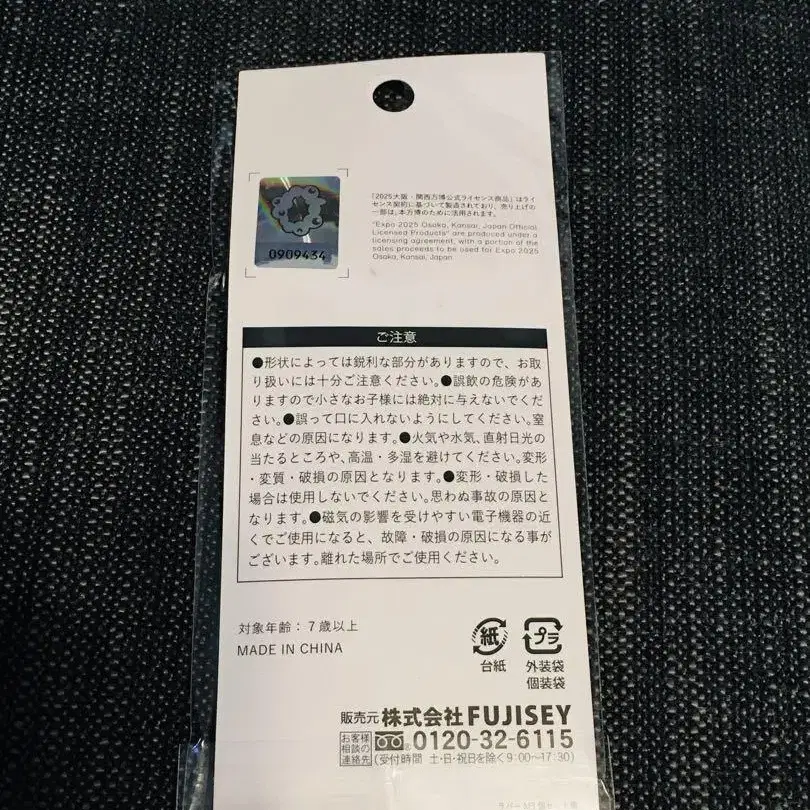 0909434
「2025大阪・関西万博公式ライセンス商品」はライ
センス契約に基づいて製造されており、売り上げの
一部は、本万博のために活用されます。
"Expo 2025 Osaka, Kansai, Japan Official
Licensed Products" are produced under a
licensing agreement, with a portion of the
sales proceeds to be used for Expo 2025
Osaka, Kansai, Japan
ご注意
●形状によっては鋭利な部分がありますので、お取
り扱いには十分ご注意ください。●誤飲の危険があ
りますので小さなお子様には絶対に与えないでくだ
さい。●誤って口に入れないようにしてください。窒
息などの原因になります。●火気や水気、直射日光の
当たるところや、高温・多湿を避けてください。変形
・変質・破損の原因となります。●変形・破損した
場合は使用しないでください。思わぬ事故の原因と
なります。●磁気の影響を受けやすい電子機器の近
くでご使用になると、故障・破損の原因になる事が
ございます。離れた場所でご使用ください。
対象年齢：7歳以上
MADE IN CHINA
紙 プラ
台紙 外装袋
個装袋
販売元 株式会社FUJISEY
お客様
相談の
連絡先
0120-32-6115
(受付時間 土・日・祝日を除く9:00〜17:30)